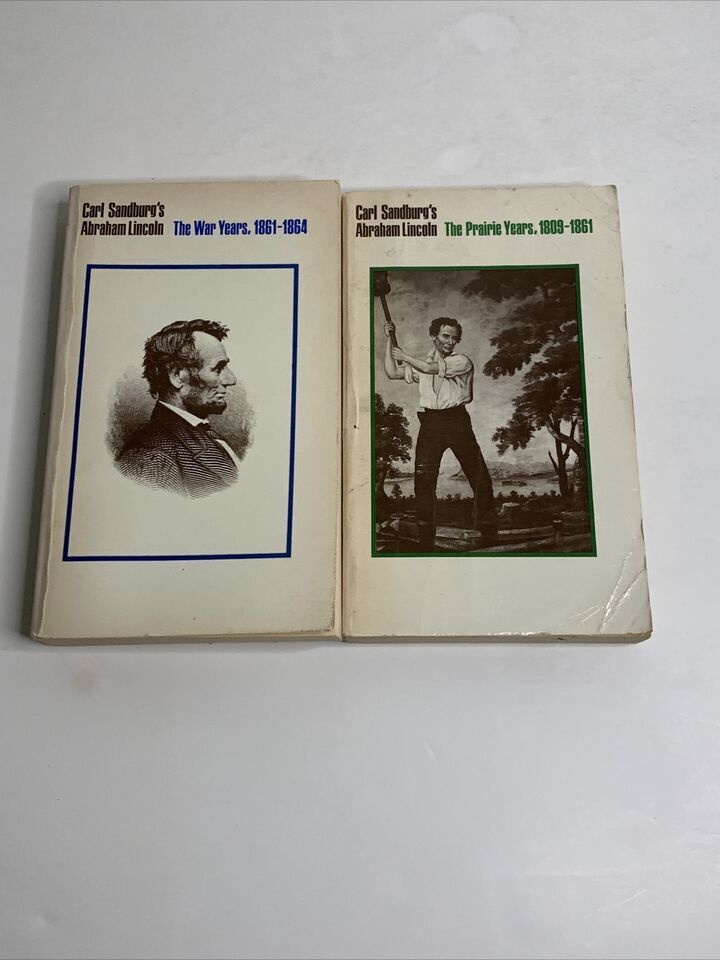 Carl Sandburg's
Abraham Lincoln The War Years, 1861-1864
Carl Sandburg's
Abraham Lincoln The Prairie Years, 1809-1861